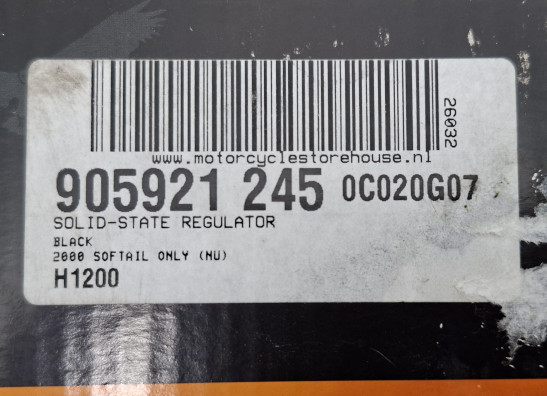 26032
www.motorcyclestorehouse.nl
905921 245 0C020G07
SOLID-STATE REGULATOR
BLACK
2000 SOFTAIL ONLY (NU)
H1200